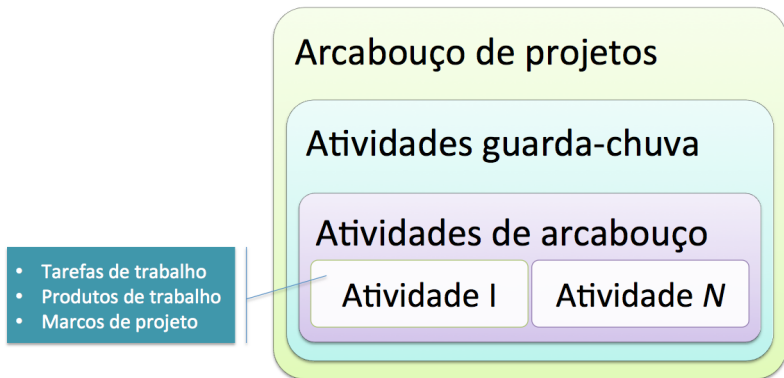 Arcabouço de projetos
Atividades guarda-chuva
Atividades de arcabouço
Atividade I
Atividade N
• Tarefas de trabalho
• Produtos de trabalho
• Marcos de projeto